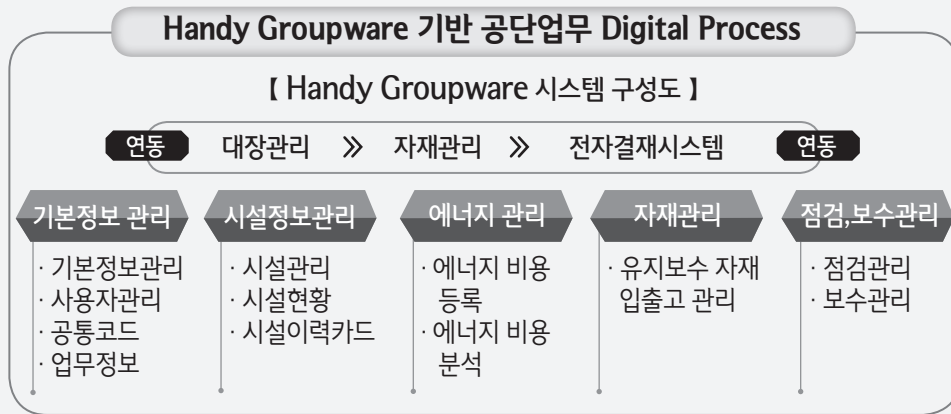 Handy Groupware 기반 공단업무 Digital Process
【 Handy Groupware 시스템 구성도 】
연동 대장관리 》 자재관리 》 전자결재시스템 연동
기본정보 관리
· 기본정보관리
· 사용자관리
· 공통코드
· 업무정보
시설정보관리
· 시설관리
· 시설현황
· 시설이력카드
에너지 관리
· 에너지 비용
등록
· 에너지 비용
분석
자재관리
· 유지보수 자재
입출고 관리
점검,보수관리
· 점검관리
· 보수관리